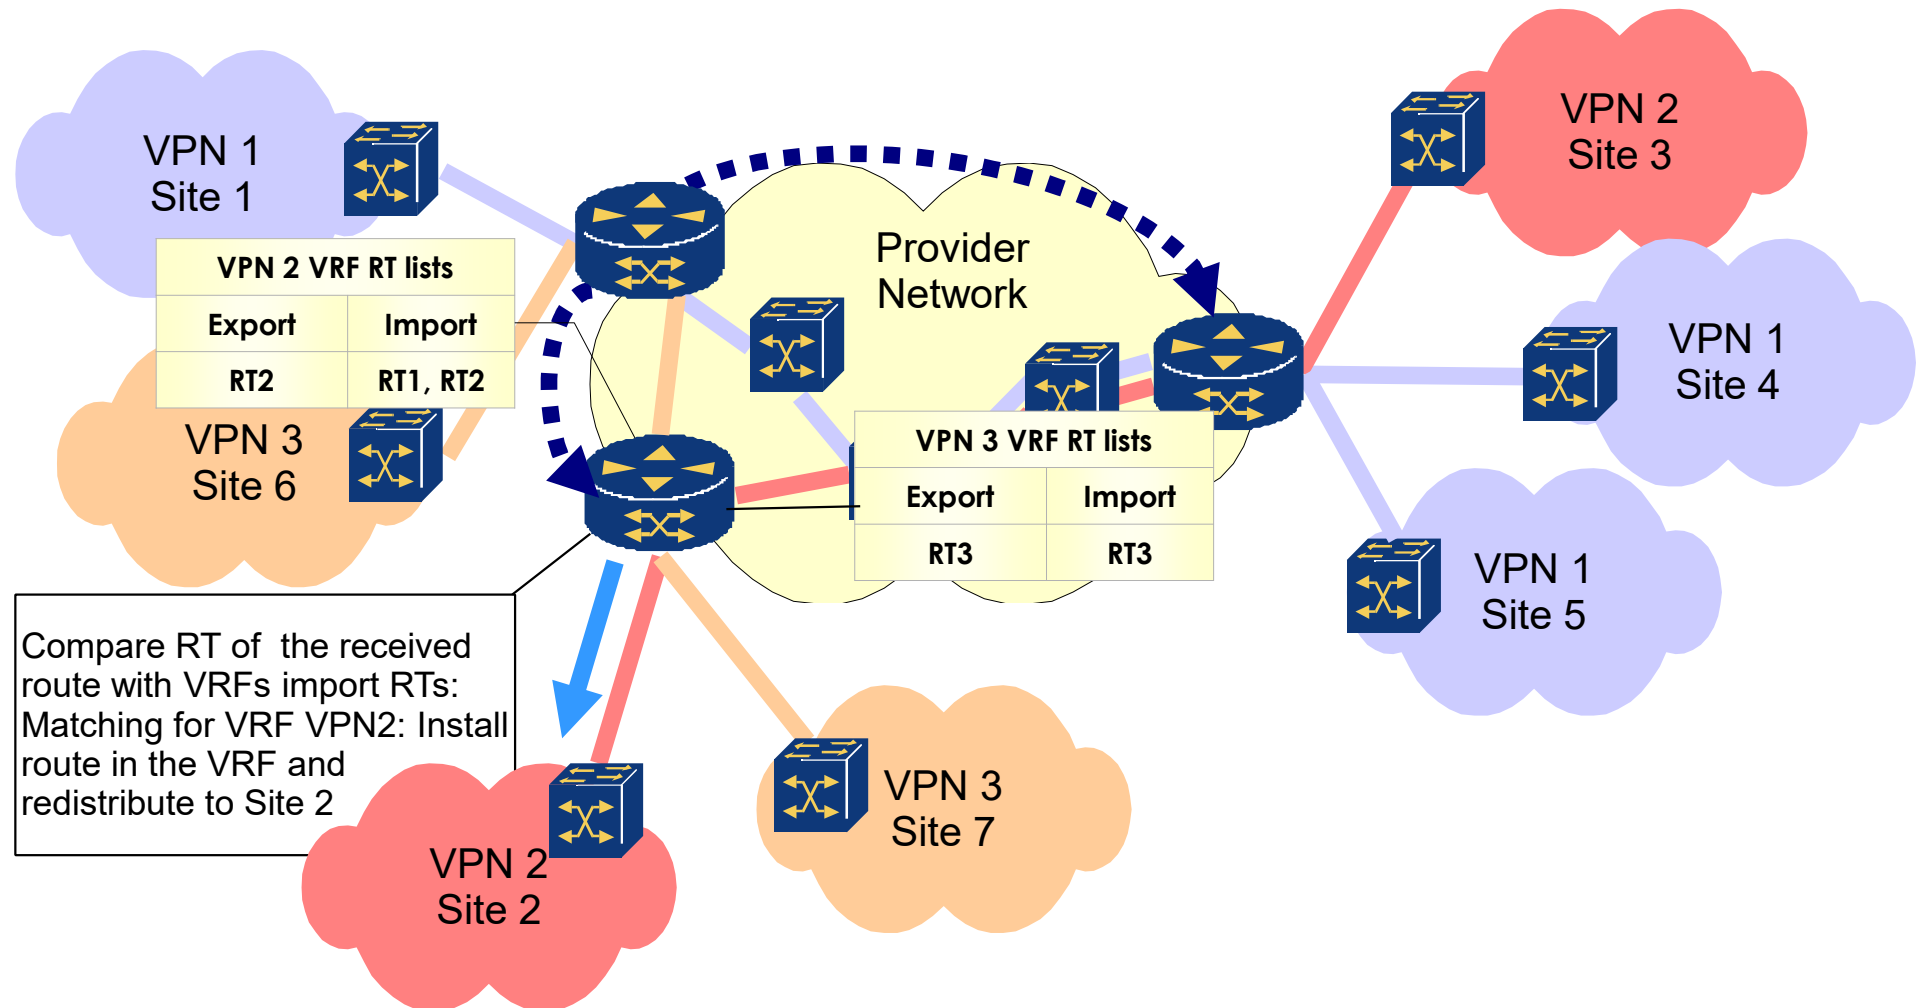 VPN 2
Site 3
VPN 1
Site 1
Provider
Network
VPN 2 VRF RT lists
Export Import
RT2 RT1, RT2
VPN 1
Site 4
VPN 3
Site 6
VPN 3 VRF RT lists
Export Import
RT3 RT3
VPN 1
Site 5
Compare RT of  the received
route with VRFs import RTs:
Matching for VRF VPN2: Install
route in the VRF and
redistribute to Site 2
VPN 3
Site 7
VPN 2
Site 2